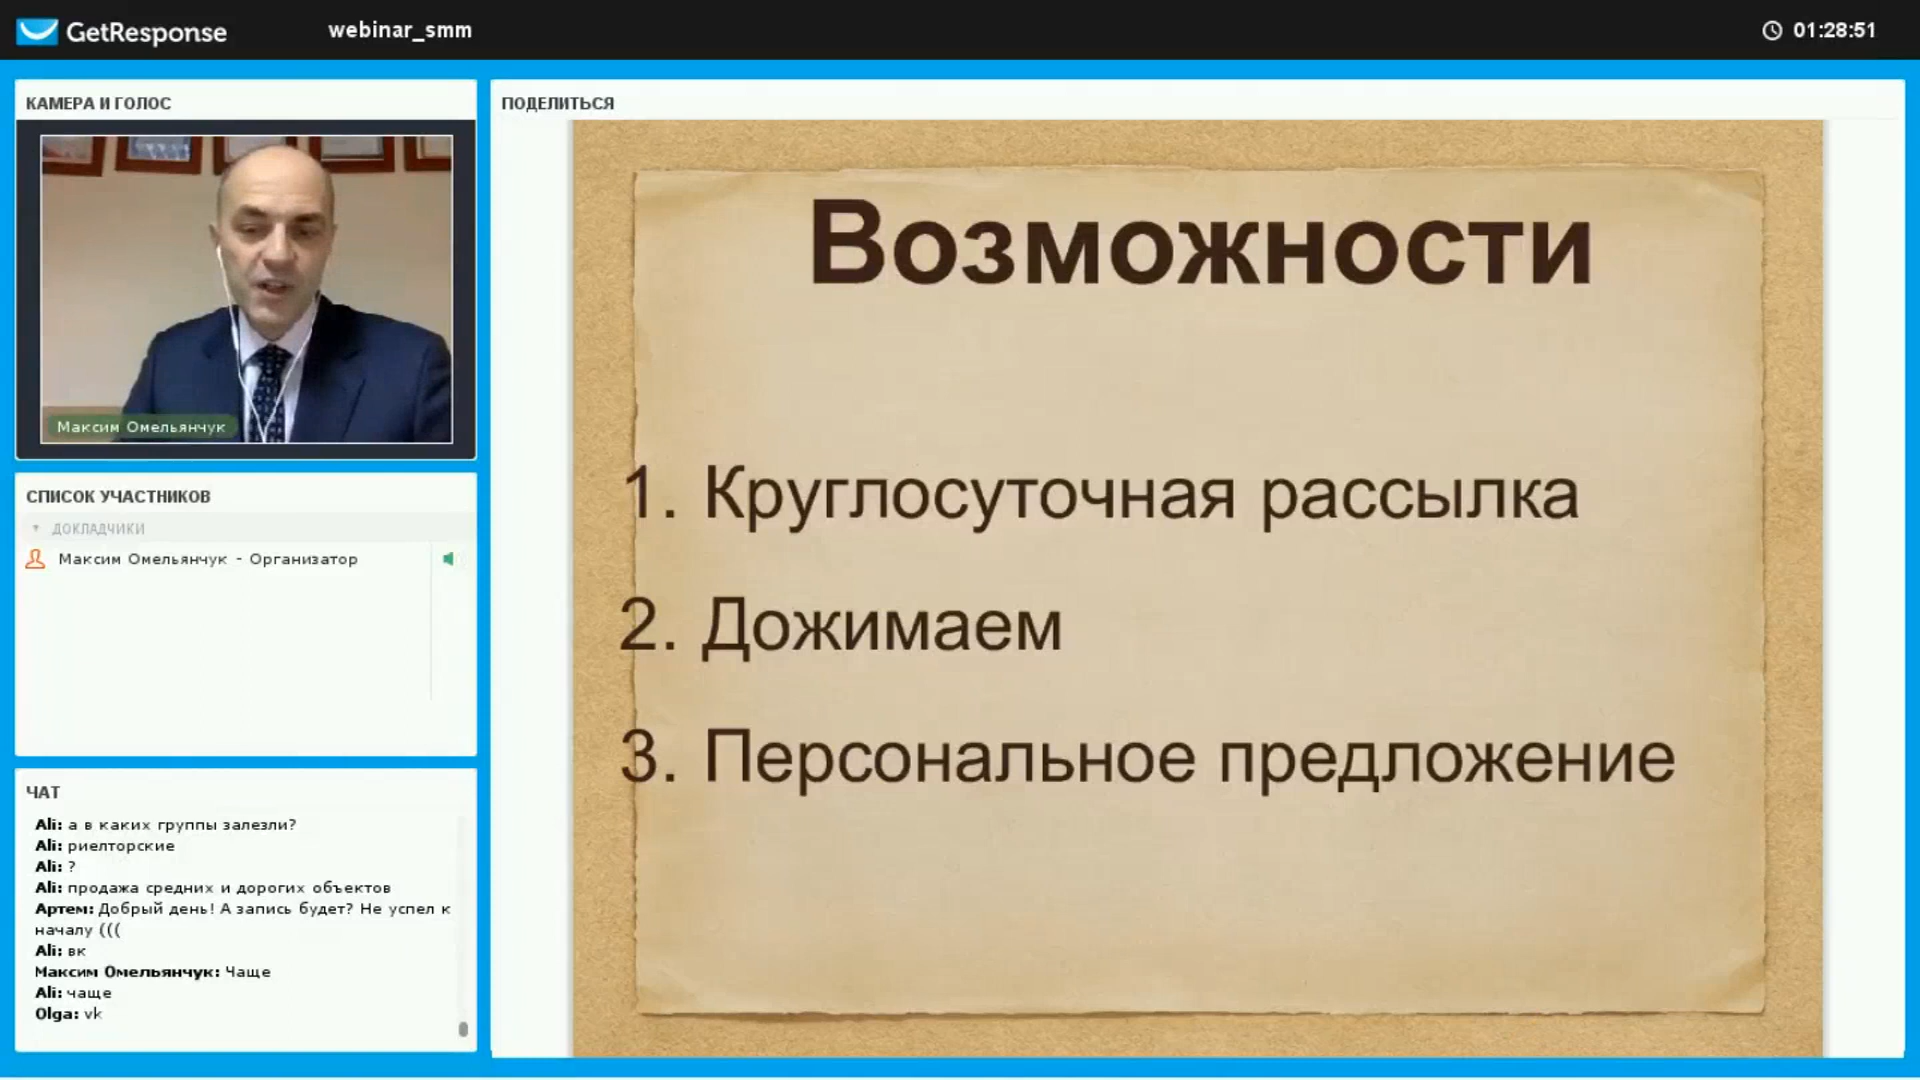 GetResponse
webinar_smm
01:28:51
КАМЕРА И ГОЛОС
Максим Омельянчук
СПИСОК УЧАСТНИКОВ
ДОКЛАДЧИКИ
Максим Омельянчук - Организатор
ЧАТ
Ali: а в каких группы залезли?
Ali: риелторские
Ali: ?
Ali: продажа средних и дорогих объектов
Артем: Добрый день! А запись будет? Не успел к
началу (((
Ali: вк
Максим Омельянчук: Чаще
Ali: чаще
Olga: vk
ПОДЕЛИТЬСЯ
Возможности
1. Круглосуточная рассылка
2. Дожимаем
3. Персональное предложение